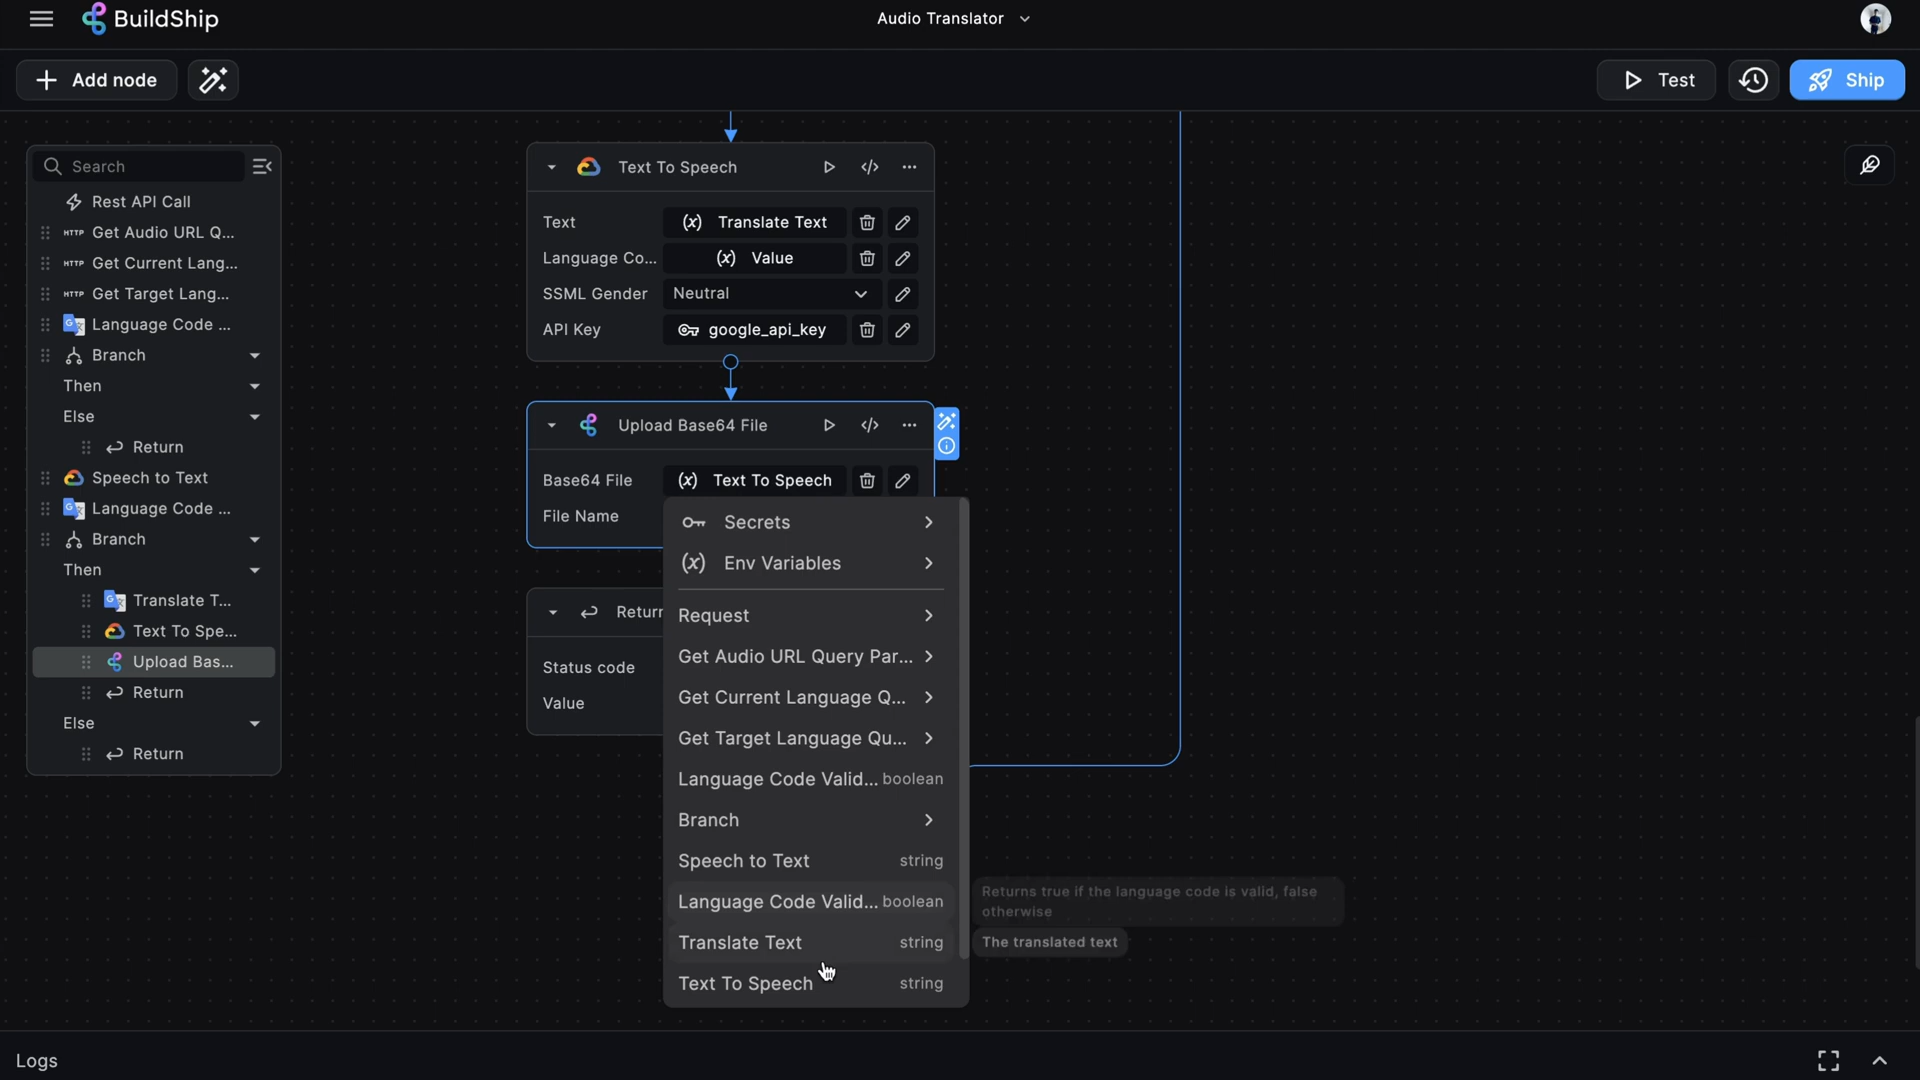 BuildShip
Audio Translator
Add node
Test
Ship
Search
Rest API Call
HTTP Get Audio URL Q...
HTTP Get Current Lang...
HTTP Get Target Lang...
Language Code ...
Branch
Then
Else
Return
Speech to Text
Language Code ...
Branch
Then
Translate T...
Text To Spe...
Upload Bas...
Return
Else
Return
Text To Speech
Text (x) Translate Text
Language Co... (x) Value
SSML Gender Neutral
API Key google_api_key
Upload Base64 File
Base64 File (x) Text To Speech
File Name
Return
Status code
Value
Secrets
(x) Env Variables
Request
Get Audio URL Query Par...
Get Current Language Q...
Get Target Language Qu...
Language Code Valid... boolean
Branch
Speech to Text string
Language Code Valid... boolean
Translate Text string
Text To Speech string
Returns true if the language code is valid, false
otherwise
The translated text
Logs